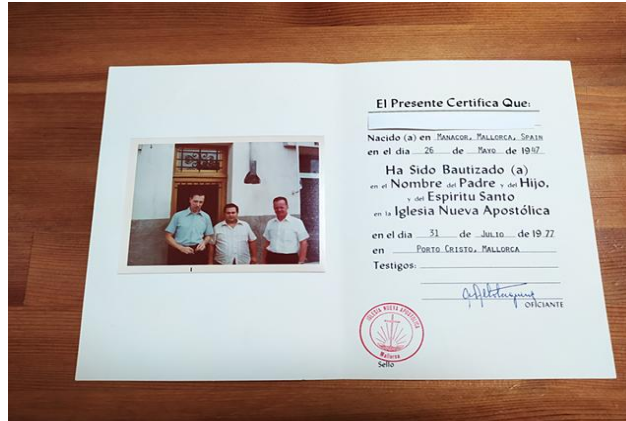 El Presente Certifica Que:
Nacido (a) en MANACOR, MALLORCA, SPAIN
en el dia 26 de MAYO de 1947
Ha Sido Bautizado (a)
en el Nombre del Padre y del Hijo,
y del Espiritu Santo
en la Iglesia Nueva Apostólica
en el dia 31 de JULIO de 1977
en PORTO CRISTO, MALLORCA
Testigos:
OFICIANTE
IGLESIA NUEVA APOSTOLICA
Mallorca
Sello